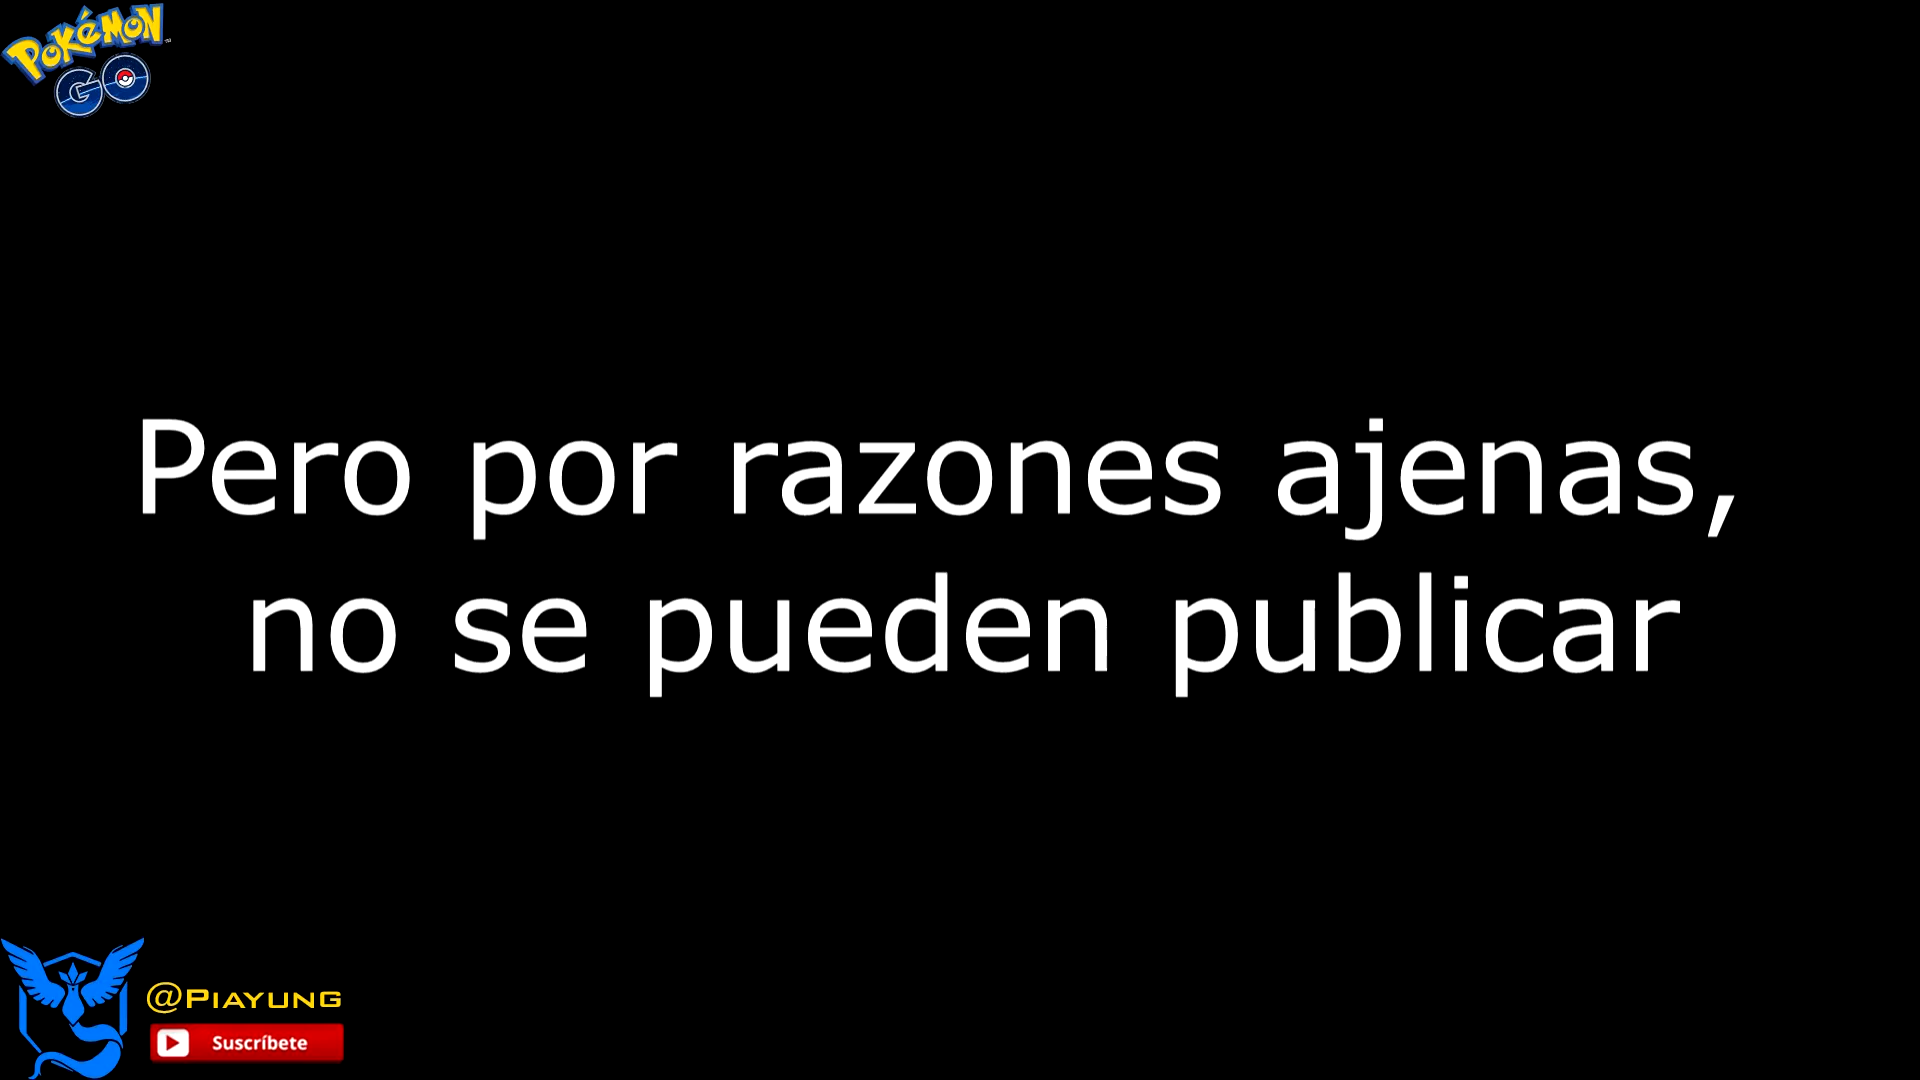 POKéMON
GO
Pero por razones ajenas,
no se pueden publicar
@PIAYUNG
Suscríbete